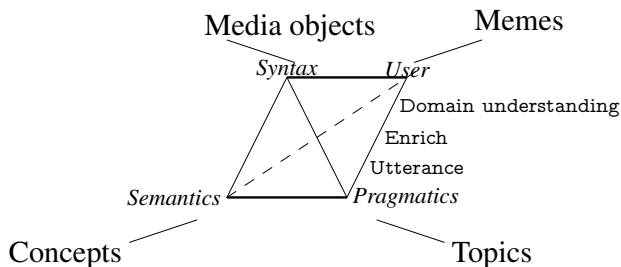 Media objects
Memes
Syntax
User
Domain understanding
Enrich
Utterance
Semantics
Pragmatics
Concepts
Topics